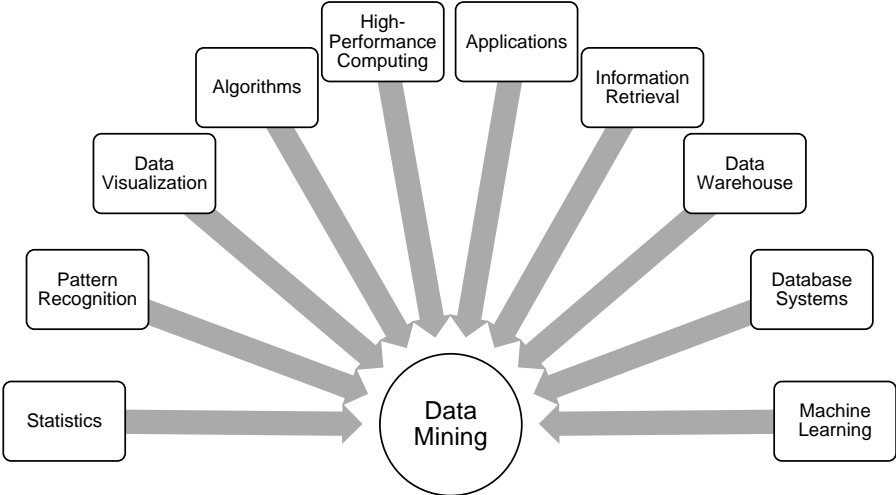 High-
Performance
Computing
Applications
Algorithms
Information
Retrieval
Data
Visualization
Data
Warehouse
Pattern
Recognition
Database
Systems
Statistics
Data
Mining
Machine
Learning